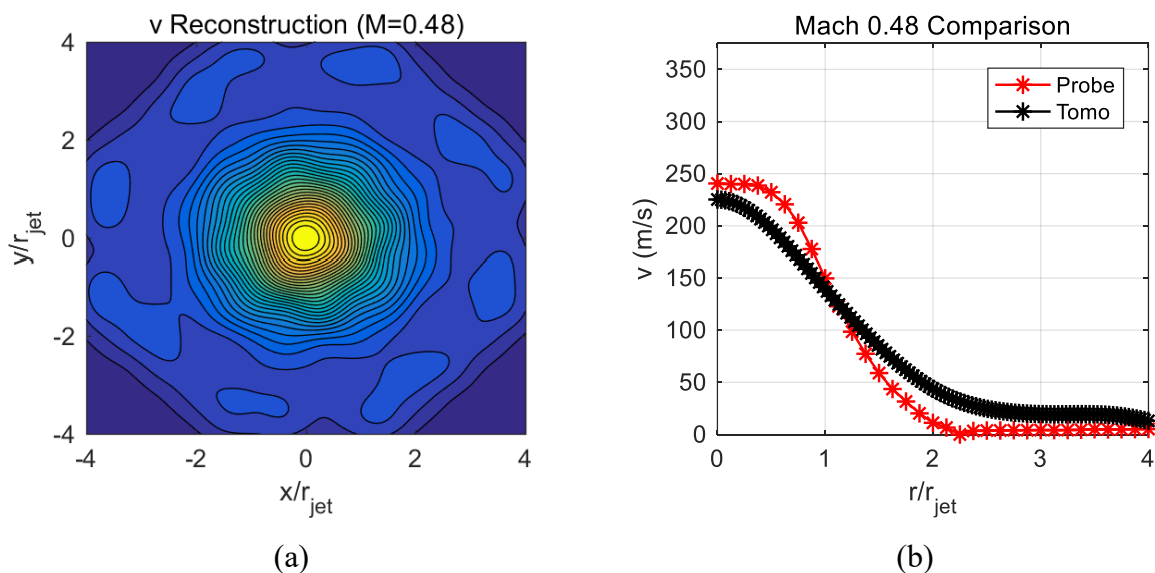 v Reconstruction (M=0.48)
4
2
0
-2
-4
y/r_jet
-4 -2 0 2 4
x/r_jet
(a)
Mach 0.48 Comparison
350
300
250
200
150
100
50
0
v (m/s)
Probe
Tomo
0 1 2 3 4
r/r_jet
(b)